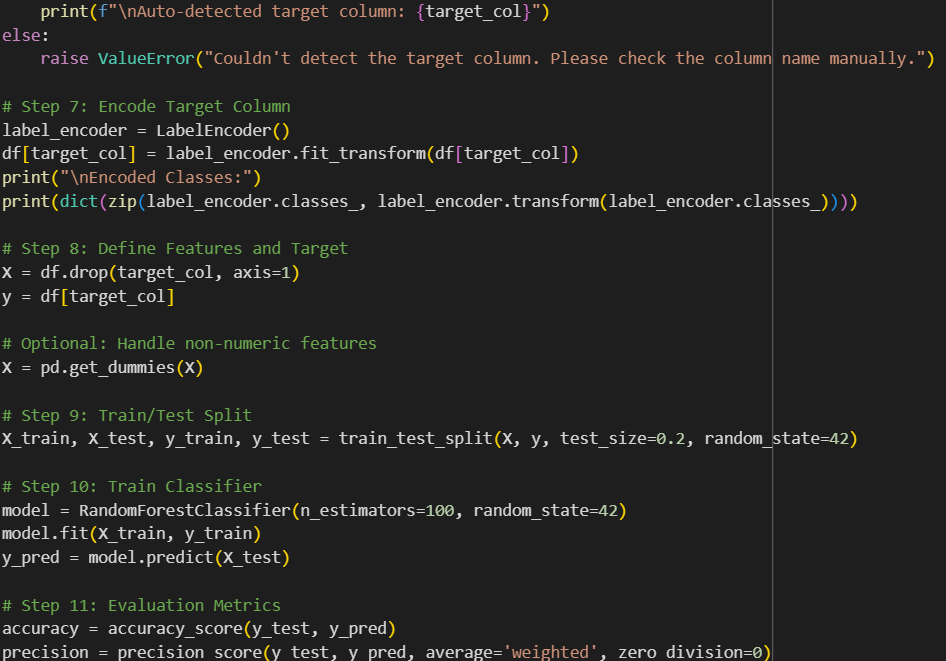 print(f"\nAuto-detected target column: {target_col}")
else:
    raise ValueError("Couldn't detect the target column. Please check the column name manually.")

# Step 7: Encode Target Column
label_encoder = LabelEncoder()
df[target_col] = label_encoder.fit_transform(df[target_col])
print("\nEncoded Classes:")
print(dict(zip(label_encoder.classes_, label_encoder.transform(label_encoder.classes_))))

# Step 8: Define Features and Target
X = df.drop(target_col, axis=1)
y = df[target_col]

# Optional: Handle non-numeric features
X = pd.get_dummies(X)

# Step 9: Train/Test Split
X_train, X_test, y_train, y_test = train_test_split(X, y, test_size=0.2, random_state=42)

# Step 10: Train Classifier
model = RandomForestClassifier(n_estimators=100, random_state=42)
model.fit(X_train, y_train)
y_pred = model.predict(X_test)

# Step 11: Evaluation Metrics
accuracy = accuracy_score(y_test, y_pred)
precision = precision_score(y_test, y_pred, average='weighted', zero_division=0)